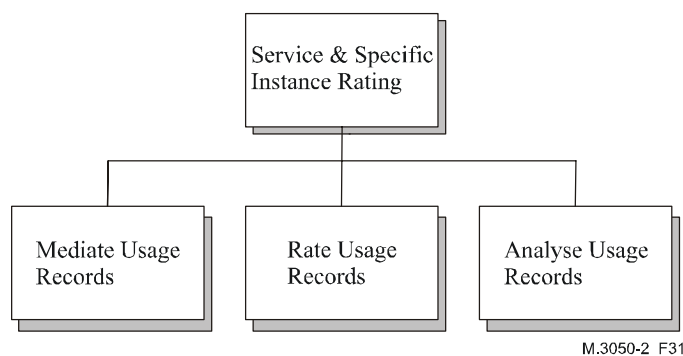 Service & Specific
Instance Rating
Mediate Usage
Records
Rate Usage
Records
Analyse Usage
Records
M.3050-2 F31